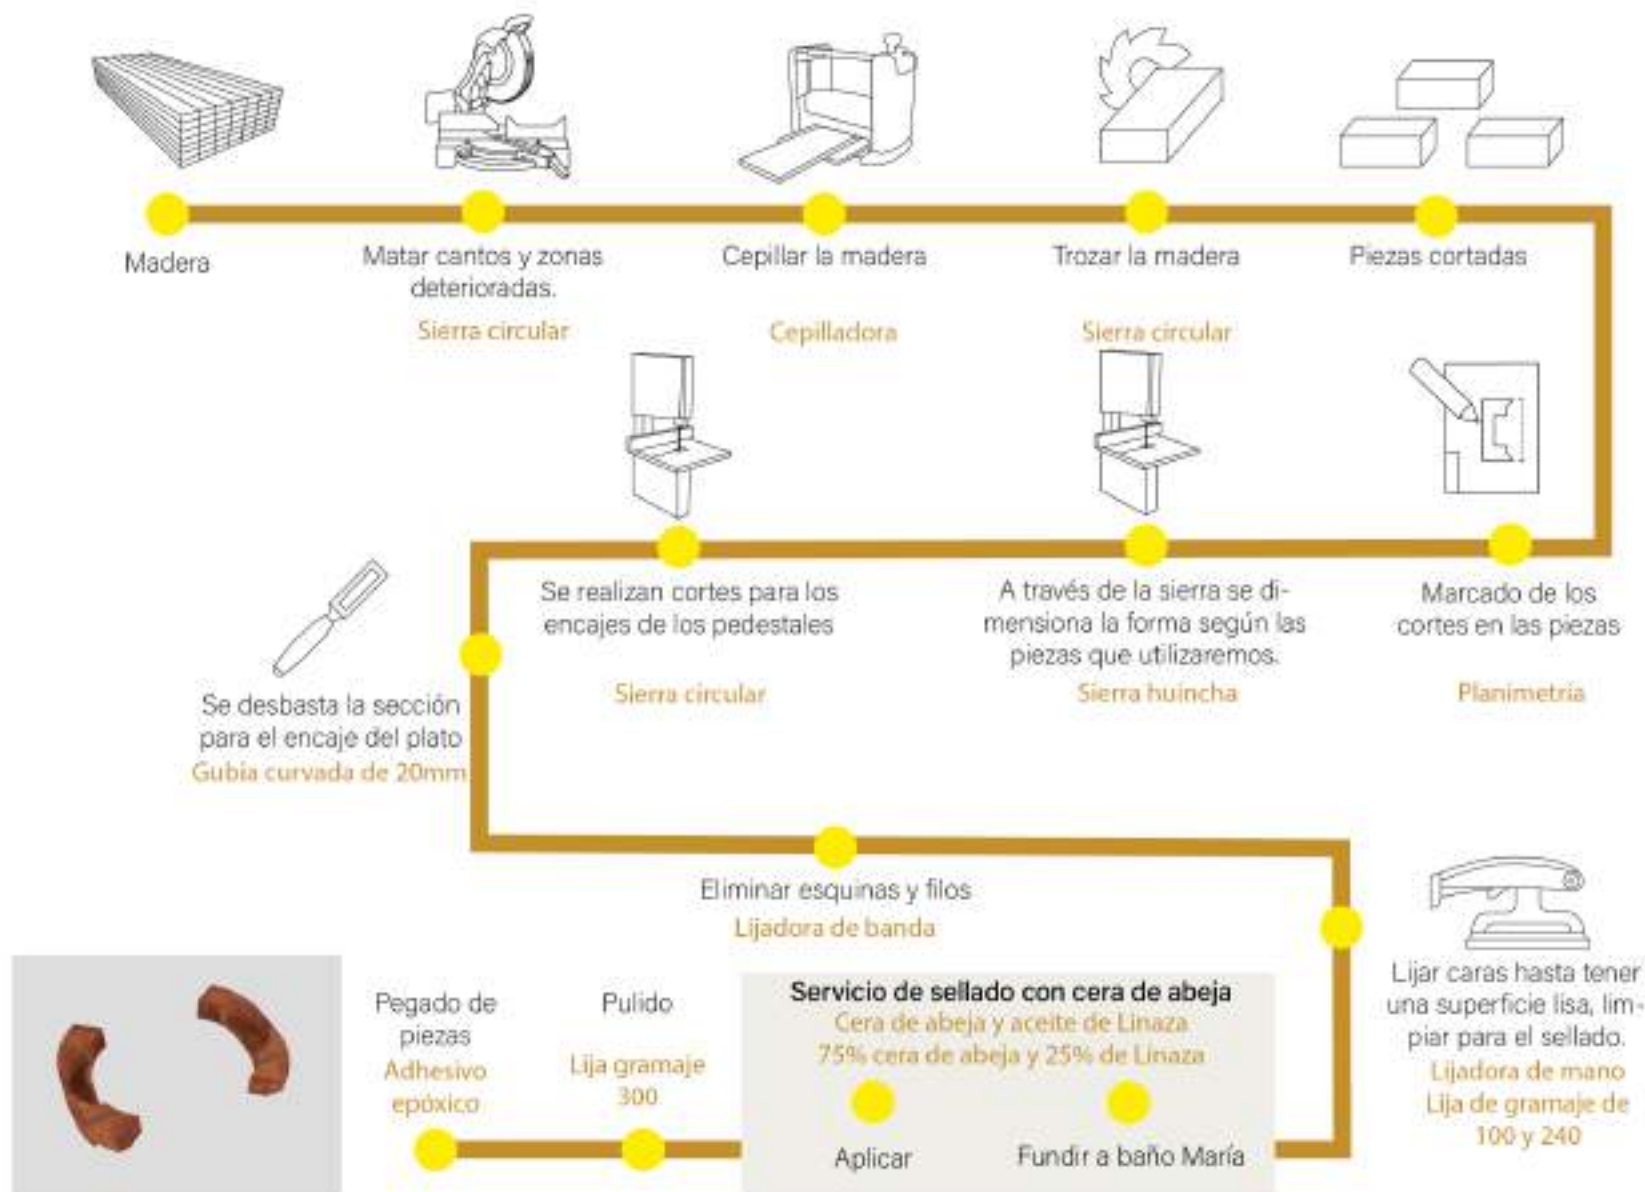 Madera
Matar cantos y zonas
deterioradas.
Sierra circular
Cepillar la madera
Cepilladora
Trozar la madera
Sierra circular
Piezas cortadas
Marcado de los
cortes en las piezas
Planimetría
A través de la sierra se di-
mensiona la forma según las
piezas que utilizaremos.
Sierra huincha
Se realizan cortes para los
encajes de los pedestales
Sierra circular
Se desbasta la sección
para el encaje del plato
Gubia curvada de 20mm
Eliminar esquinas y filos
Lijadora de banda
Lijar caras hasta tener
una superficie lisa, lim-
piar para el sellado.
Lijadora de mano
Lija de gramaje de
100 y 240
Servicio de sellado con cera de abeja
Cera de abeja y aceite de Linaza
75% cera de abeja y 25% de Linaza
Fundir a baño María
Aplicar
Pulido
Lija gramaje
300
Pegado de
piezas
Adhesivo
epóxico